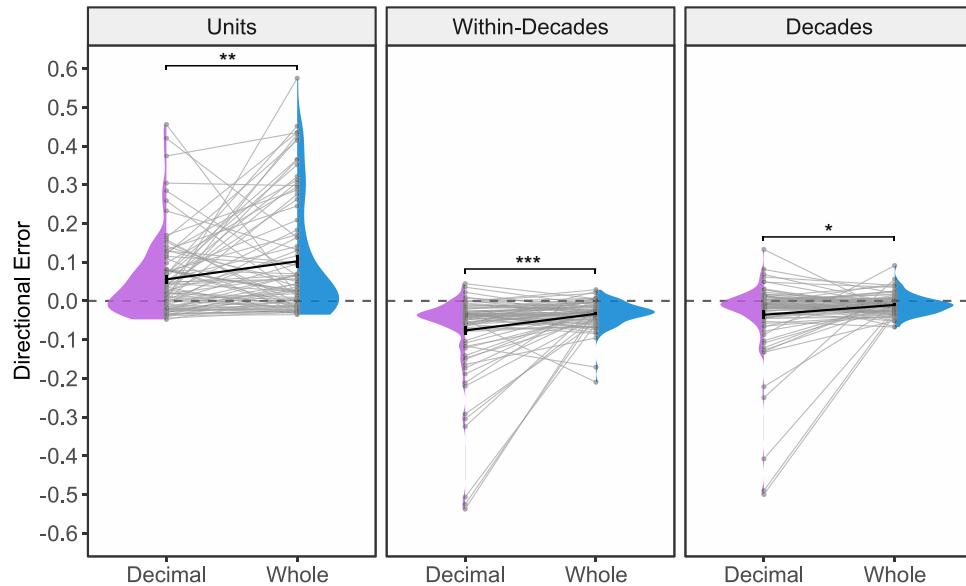 Units
Within-Decades
Decades
**
***
*
Directional Error
0.6
0.5
0.4
0.3
0.2
0.1
0.0
-0.1
-0.2
-0.3
-0.4
-0.5
-0.6
Decimal Whole
Decimal Whole
Decimal Whole